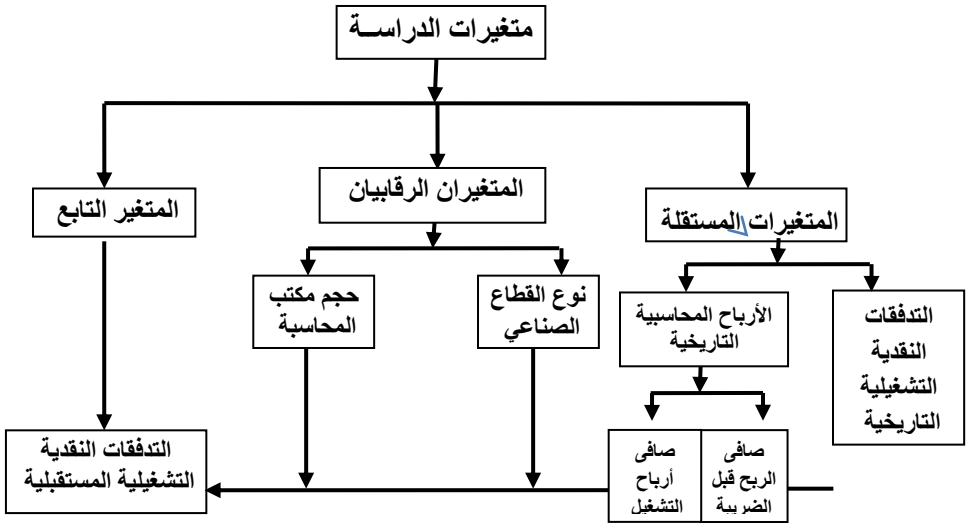 متغيرات الدراســة
المتغيرات المستقلة
المتغيران الرقابيان
المتغير التابع
التدفقات
النقدية
التشغيلية
التاريخية
الأرباح المحاسبية
التاريخية
نوع القطاع
الصناعي
حجم مكتب
المحاسبة
صافى
الربح قبل
الضريبة
صافى
أرباح
التشغيل
التدفقات النقدية
التشغيلية المستقبلية